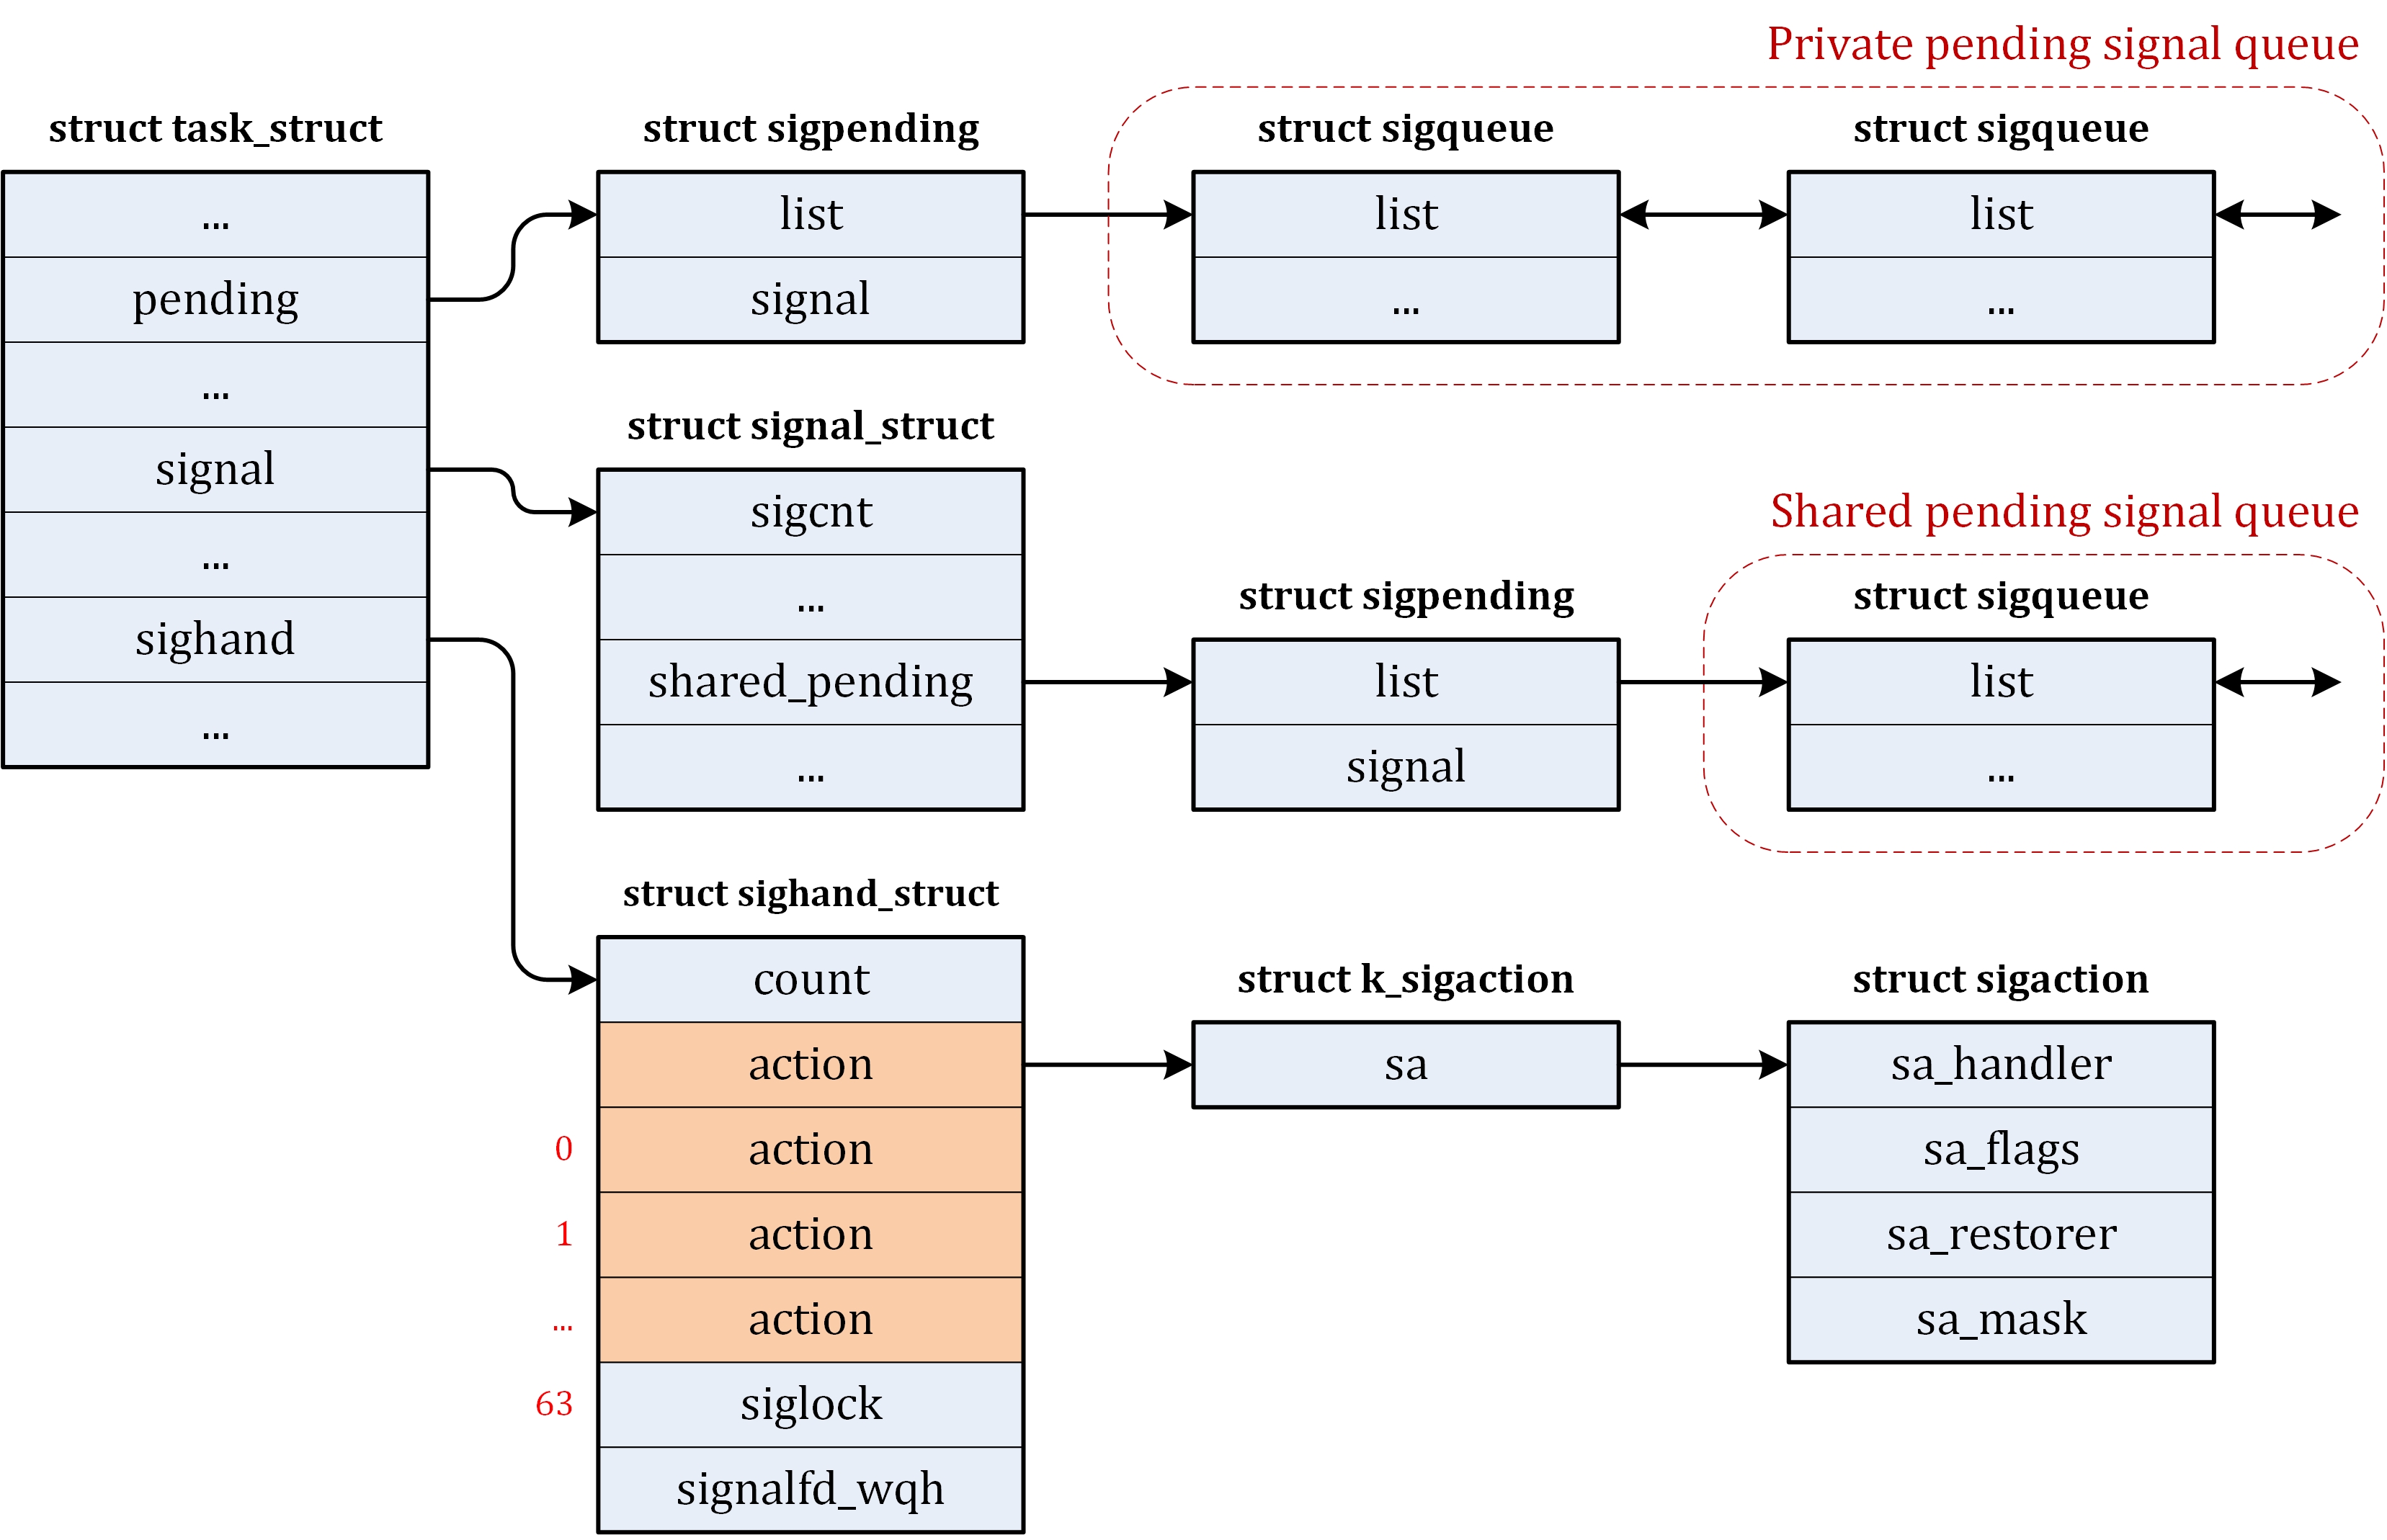 Private pending signal queue
struct task_struct
...
pending
...
signal
...
sighand
...
struct sigpending
list
signal
struct sigqueue
list
...
struct sigqueue
list
...
struct signal_struct
sigcnt
...
shared_pending
...
Shared pending signal queue
struct sigpending
list
signal
struct sigqueue
list
...
struct sighand_struct
count
action
0 action
1 action
... action
63 siglock
signalfd_wqh
struct k_sigaction
sa
struct sigaction
sa_handler
sa_flags
sa_restorer
sa_mask